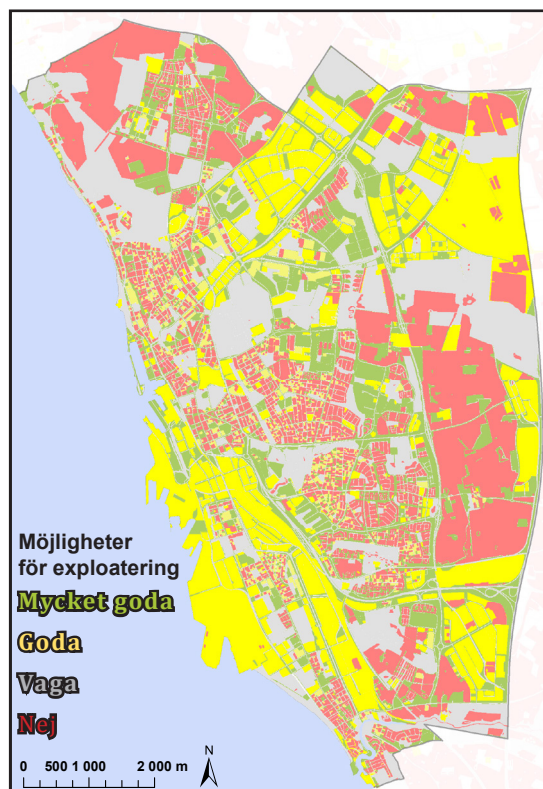 Möjligheter
för exploatering
Mycket goda
Goda
Vaga
Nej
N
0 500 1 000 2 000 m